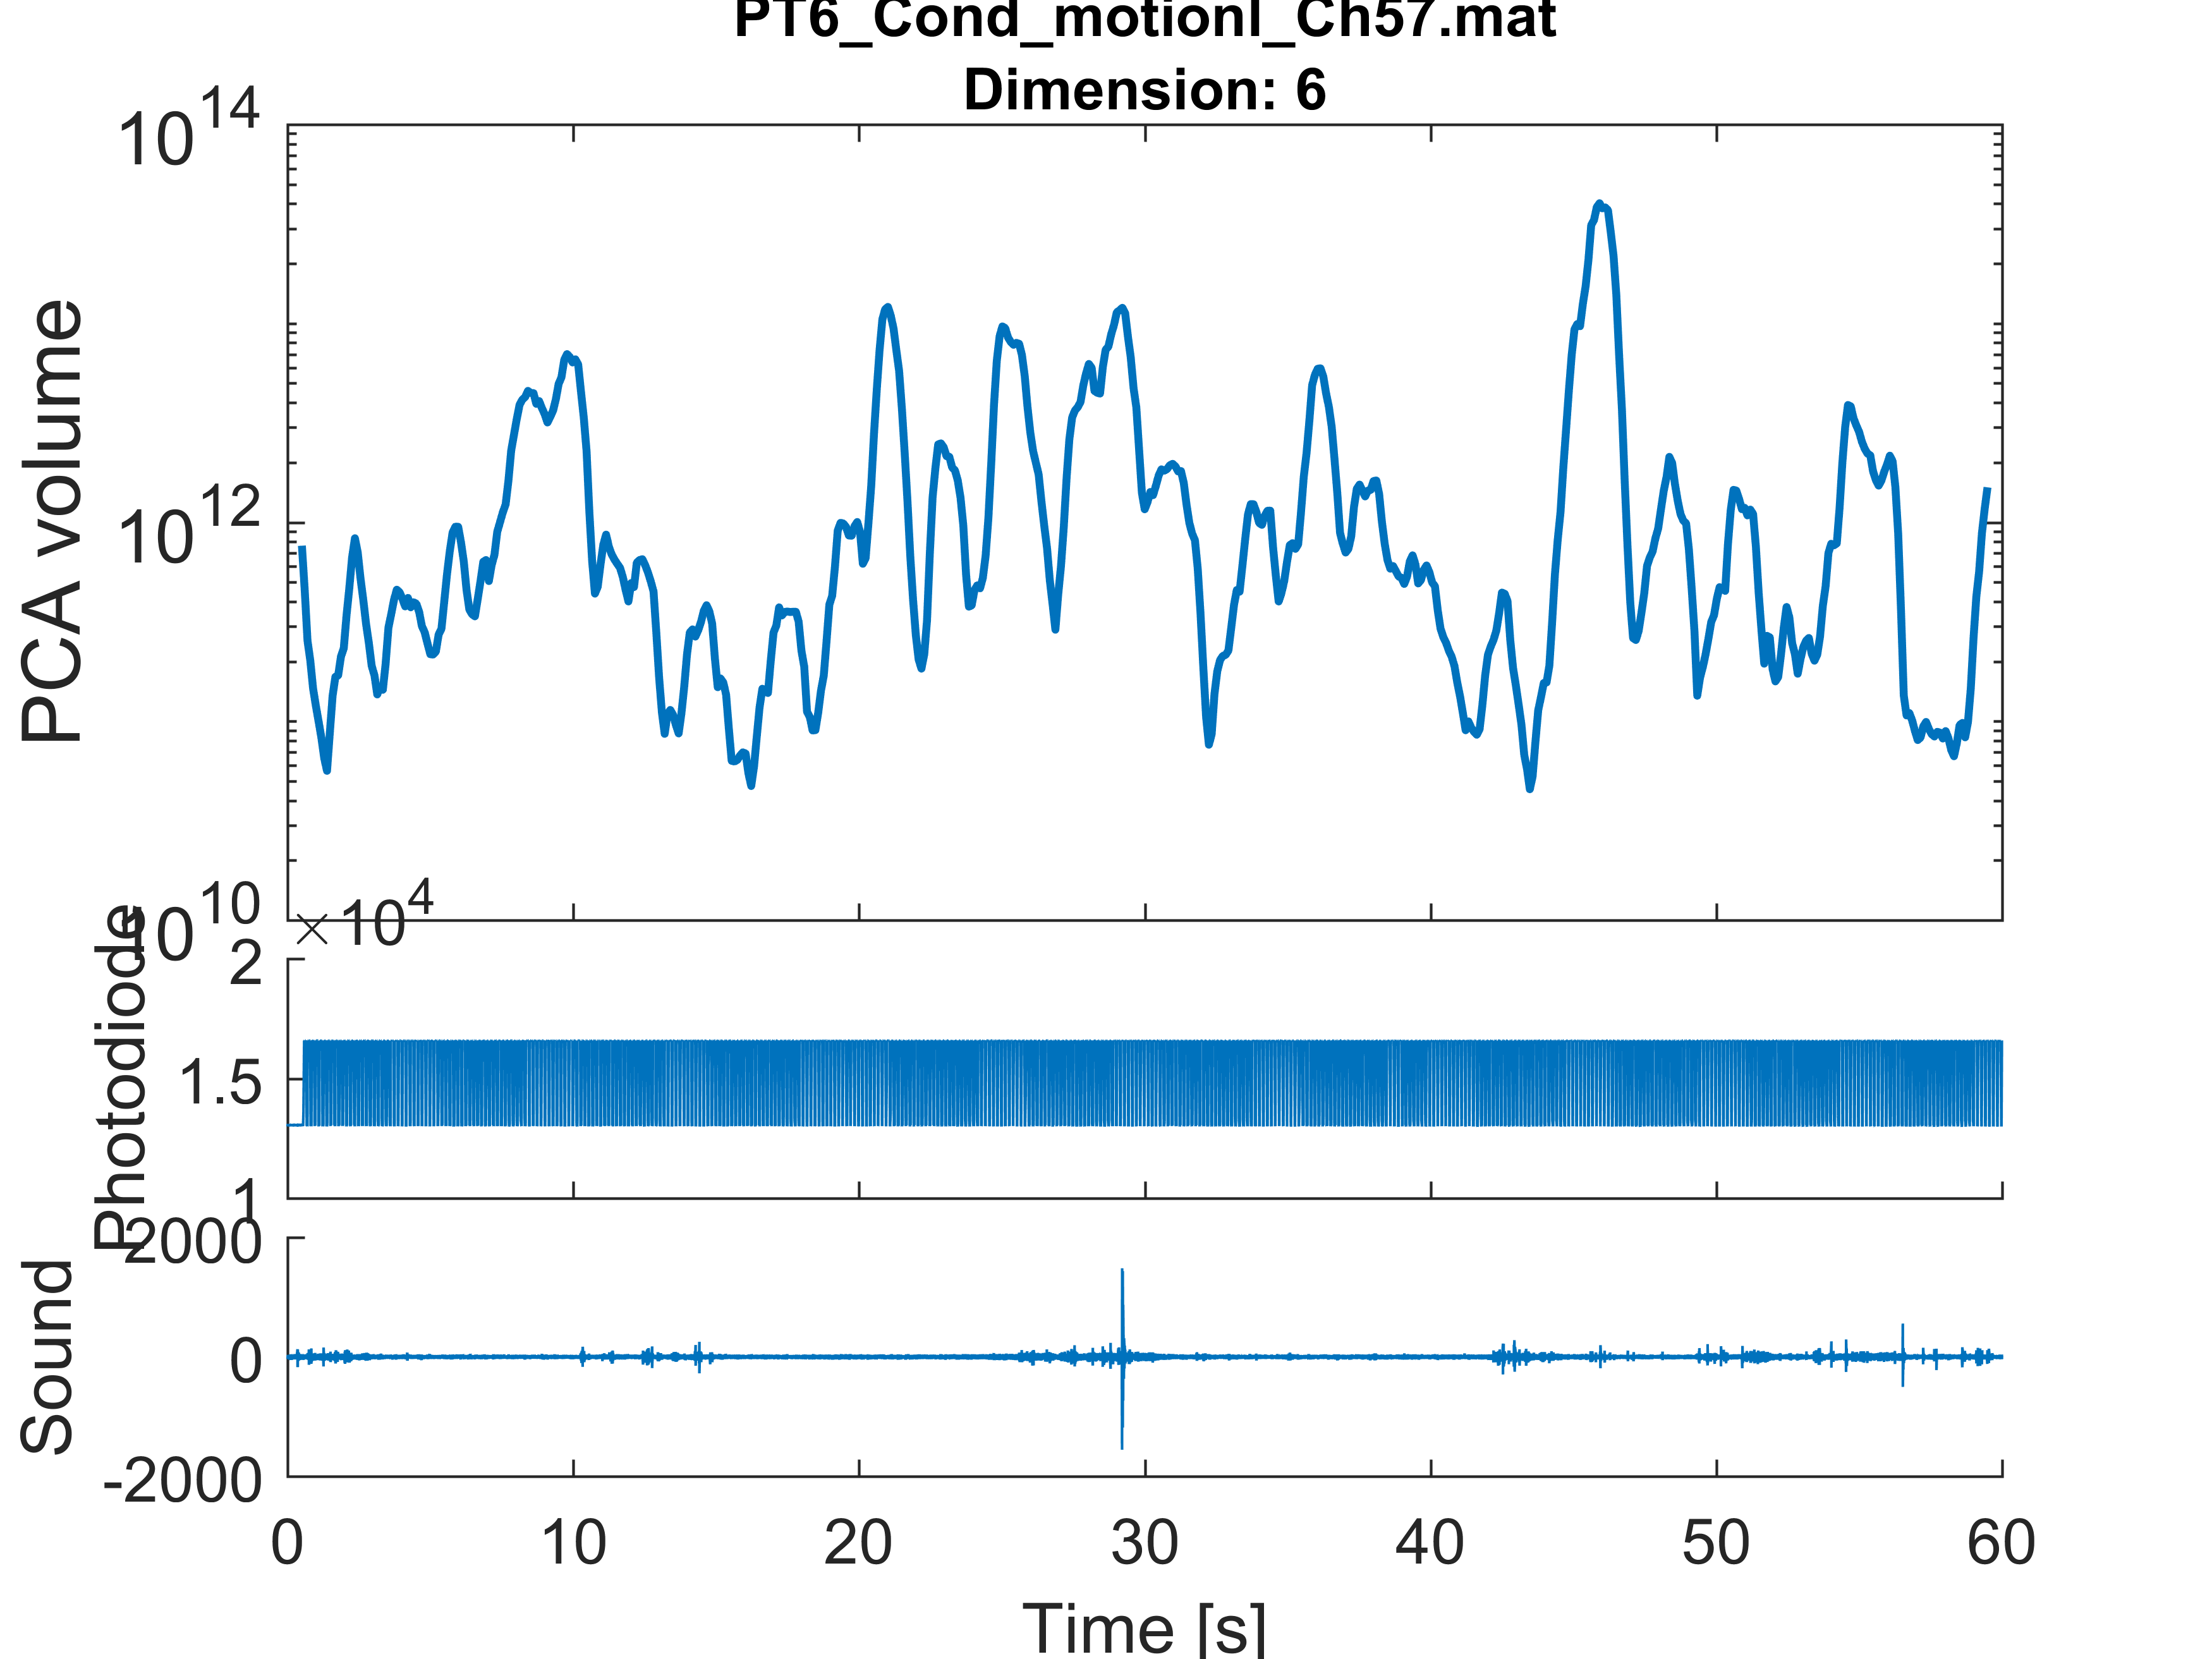 PT6_Cond_motionI_Ch57.mat
Dimension: 6
PCA volume
10^14
10^12
10^10
×10^4
Photodiode
2
1.5
1
Sound
2000
0
-2000
0 10 20 30 40 50 60
Time [s]